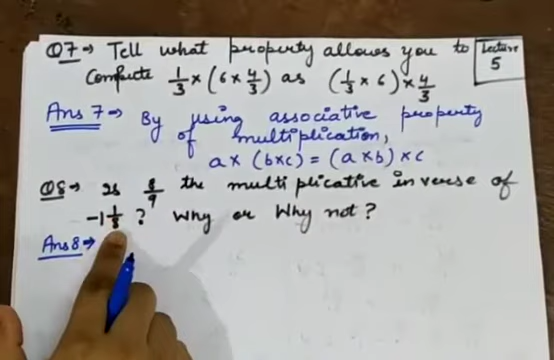 Q7→ Tell what property allows you to
Lecture
5
Compute 1/3 × (6 × 4/3) as (1/3 × 6) × 4/3
Ans 7→ By using associative property
of multiplication,
a × (b×c) = (a×b) × c
Q8→ Is 8/9 the multiplicative inverse of
-1 1/8 ? Why or Why not ?
Ans 8→